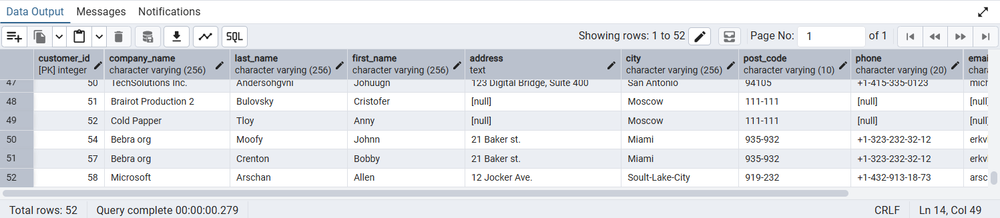 Data Output Messages Notifications
SQL Showing rows: 1 to 52 Page No: 1 of 1
customer_id company_name last_name first_name address city post_code phone emai
[PK] integer character varying (256) character varying (256) character varying (256) text character varying (256) character varying (10) character varying (20) chara
47 50 TechSolutions Inc. Andersohgvni Johuugn 123 Digital Bridge, Suite 400 San Antonio 94105 +1-415-335-0123 mich
48 51 Brairot Production 2 Bulovsky Cristofer [null] Moscow 111-111 [null] [null]
49 52 Cold Papper Tloy Anny [null] Moscow 111-111 [null] [null]
50 54 Bebra org Moofy Johnn 21 Baker st. Miami 935-932 +1-323-232-32-12 erkv
51 57 Bebra org Crenton Bobby 21 Baker st. Miami 935-932 +1-323-232-32-12 erkv
52 58 Microsoft Arschan Allen 12 Jocker Ave. Soult-Lake-City 919-232 +1-432-913-18-73 arsc
Total rows: 52 Query complete 00:00:00.279 CRLF Ln 14, Col 49